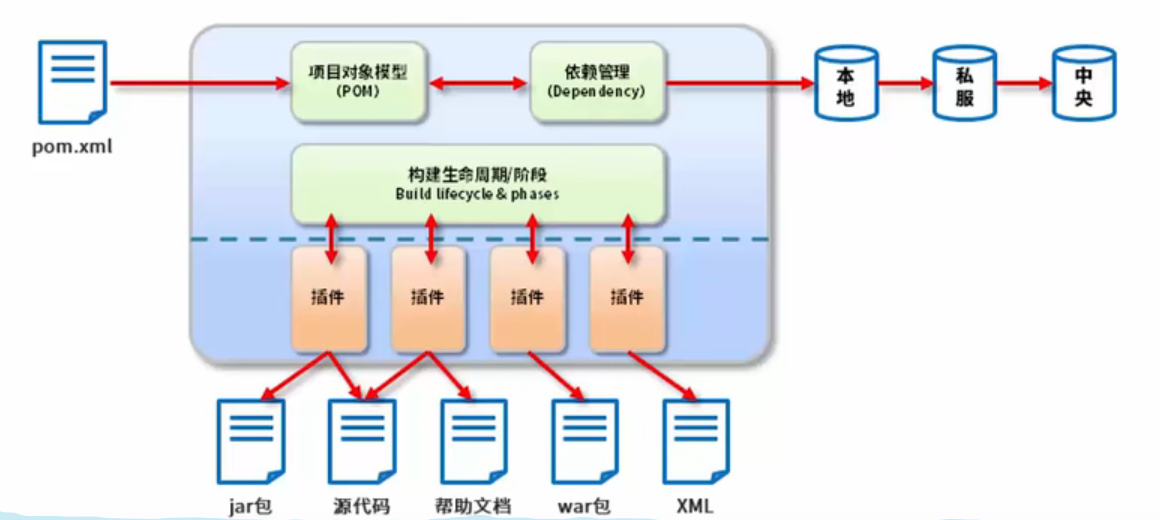 pom.xml
项目对象模型
(POM)
依赖管理
(Dependency)
本
地
私
服
中
央
构建生命周期/阶段
Build lifecycle & phases
插件
插件
插件
插件
jar包
源代码
帮助文档
war包
XML